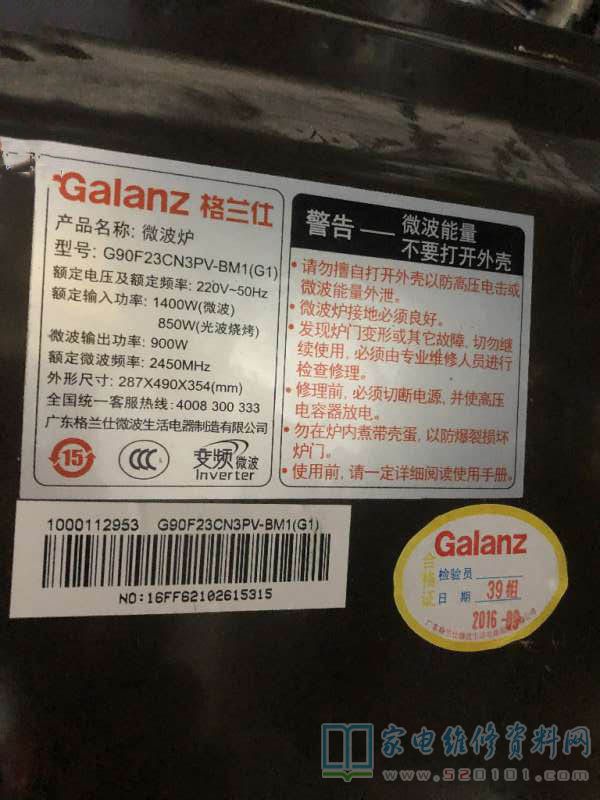 Galanz 格兰仕
产品名称: 微波炉
型号: G90F23CN3PV-BM1(G1)
额定电压及额定频率: 220V~50Hz
额定输入功率: 1400W(微波)
850W(光波烧烤)
微波输出功率: 900W
额定微波频率: 2450MHz
外形尺寸: 287X490X354(mm)
全国统一客服热线: 4008 300 333
广东格兰仕微波生活电器制造有限公司
15
CCC
变频微波
Inverter
警告—
微波能量
不要打开外壳
•请勿擅自打开外壳以防高压电击或
微波能量外泄。
•微波炉接地必须良好。
•发现炉门变形或其它故障, 切勿继
续使用, 必须由专业维修人员进行
检查修理。
•修理前, 必须切断电源, 并使高压
电容器放电。
•勿在炉内煮带壳蛋, 以防爆裂损坏
炉门。
•使用前, 请一定详细阅读使用手册。
1000112953 G90F23CN3PV-BM1(G1)
NO:16FF62102615315
Galanz
合格证
检验员
日期 39组
2016
家电维修资料网
www.520101.com